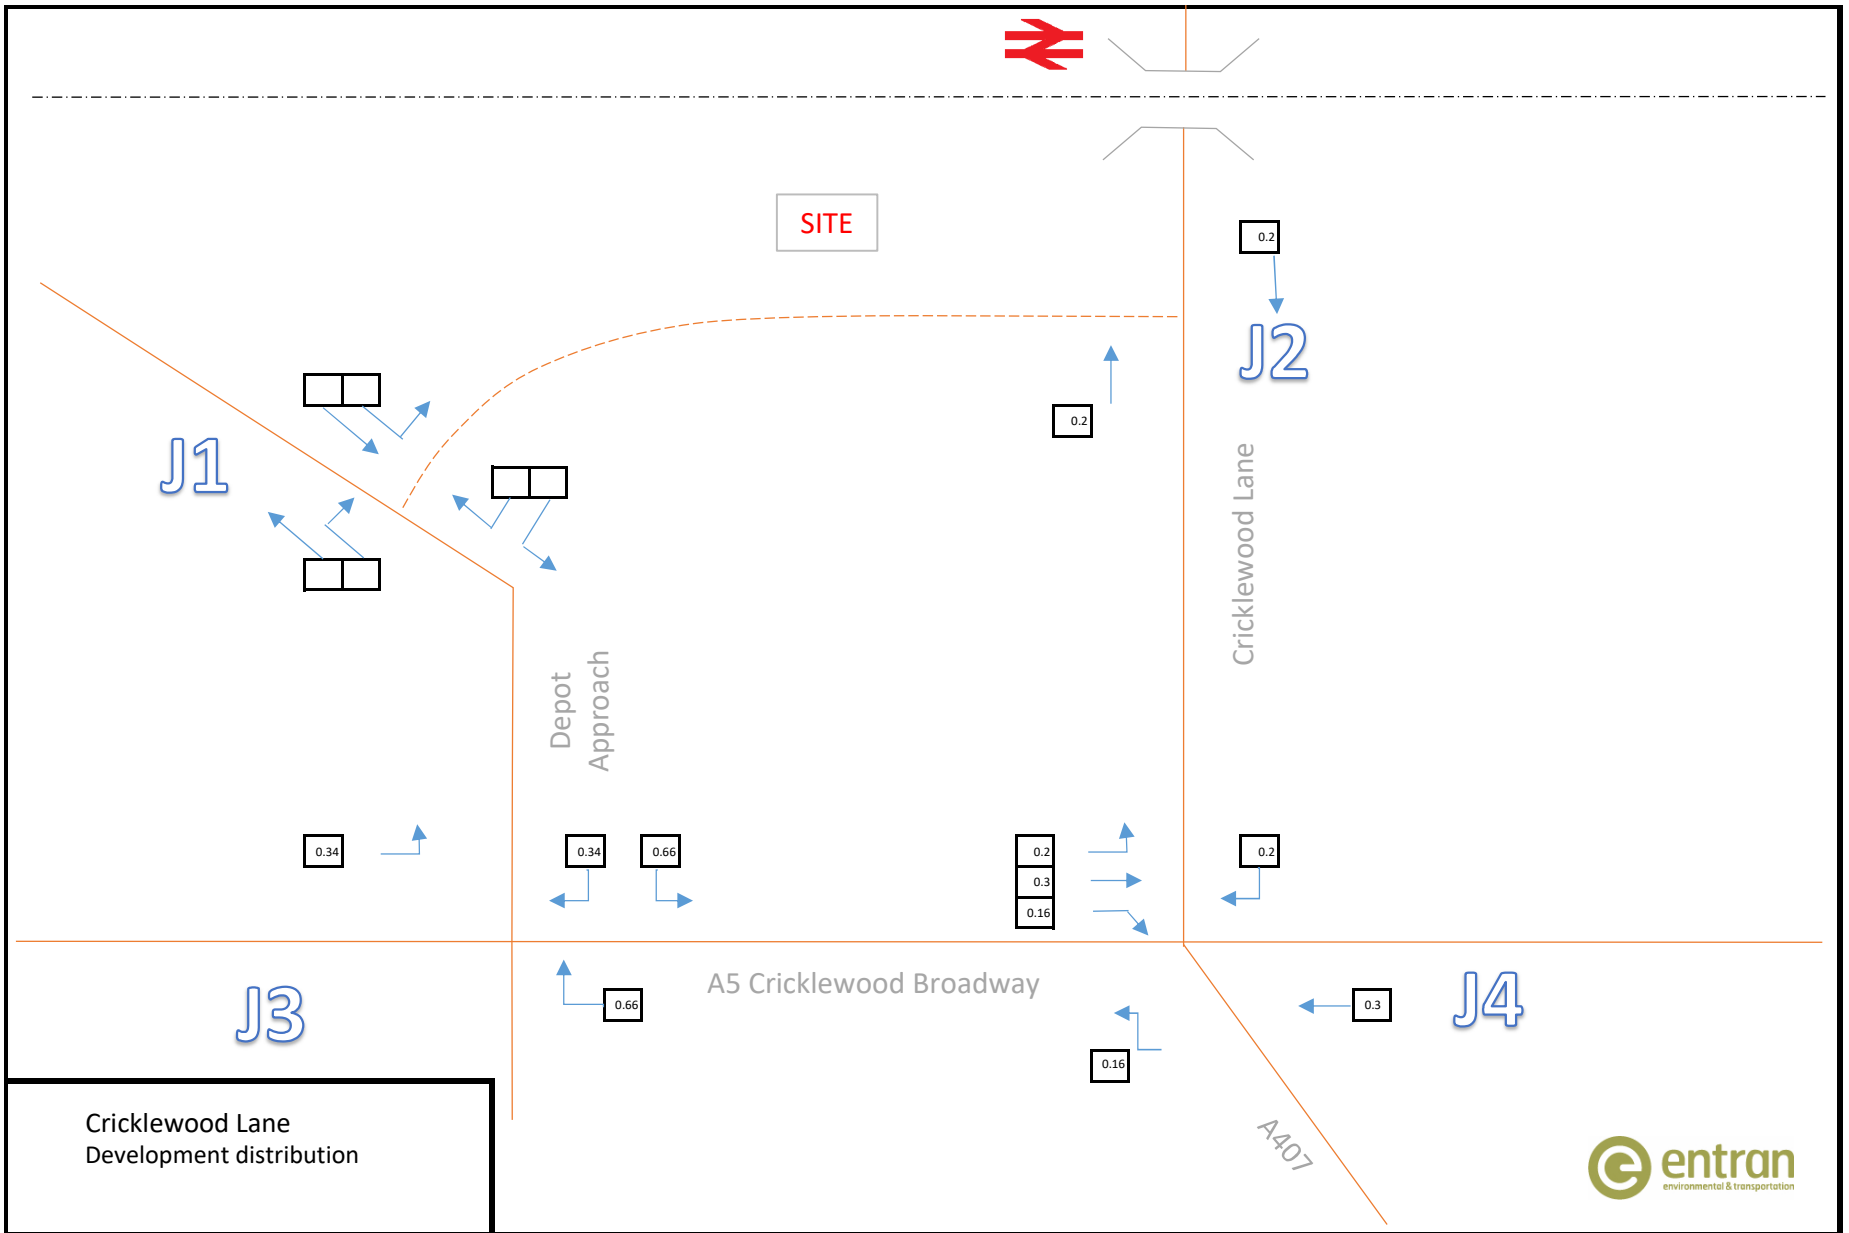 SITE
0.2
J2
0.2
J1
Cricklewood Lane
Depot
Approach
0.34
0.34
0.66
0.2
0.3
0.16
0.2
A5 Cricklewood Broadway
J3
0.66
0.3
J4
0.16
A407
Cricklewood Lane
Development distribution
e entran
environmental & transportation